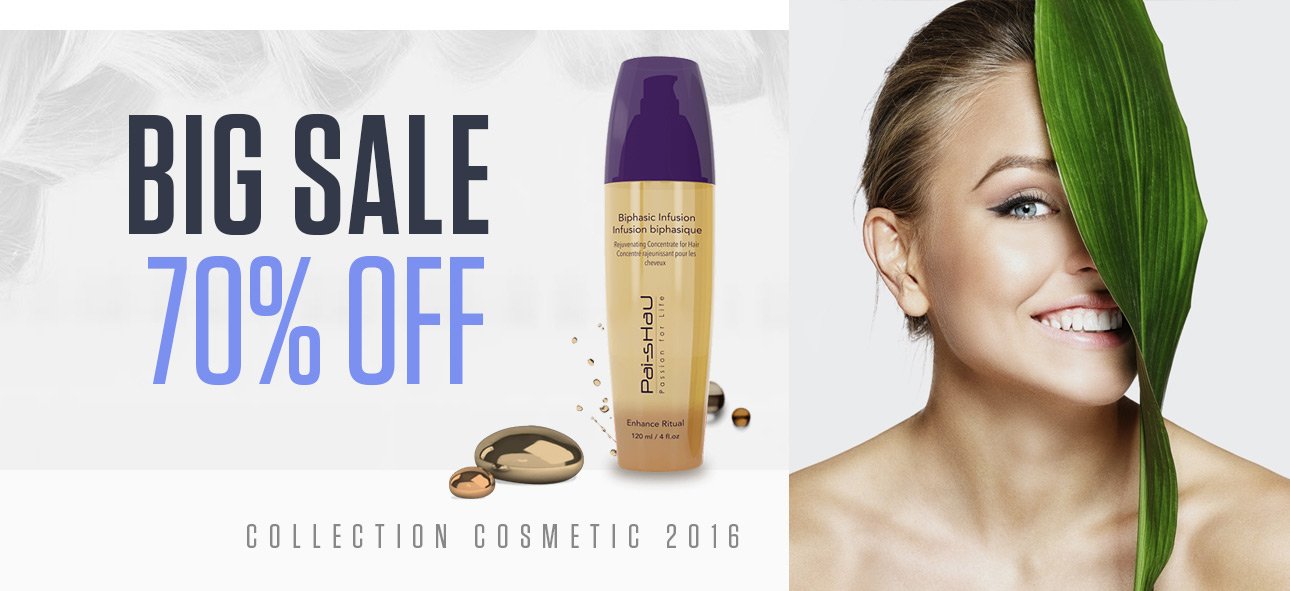 BIG SALE
70% OFF
Biphasic Infusion
Infusion biphasique
Rejuvenating Concentrate for Hair
Concentré rajeunissant pour les
cheveux
Pai-sHaU
Passion for Life
Enhance Ritual
120 ml / 4 fl.oz
COLLECTION COSMETIC 2016